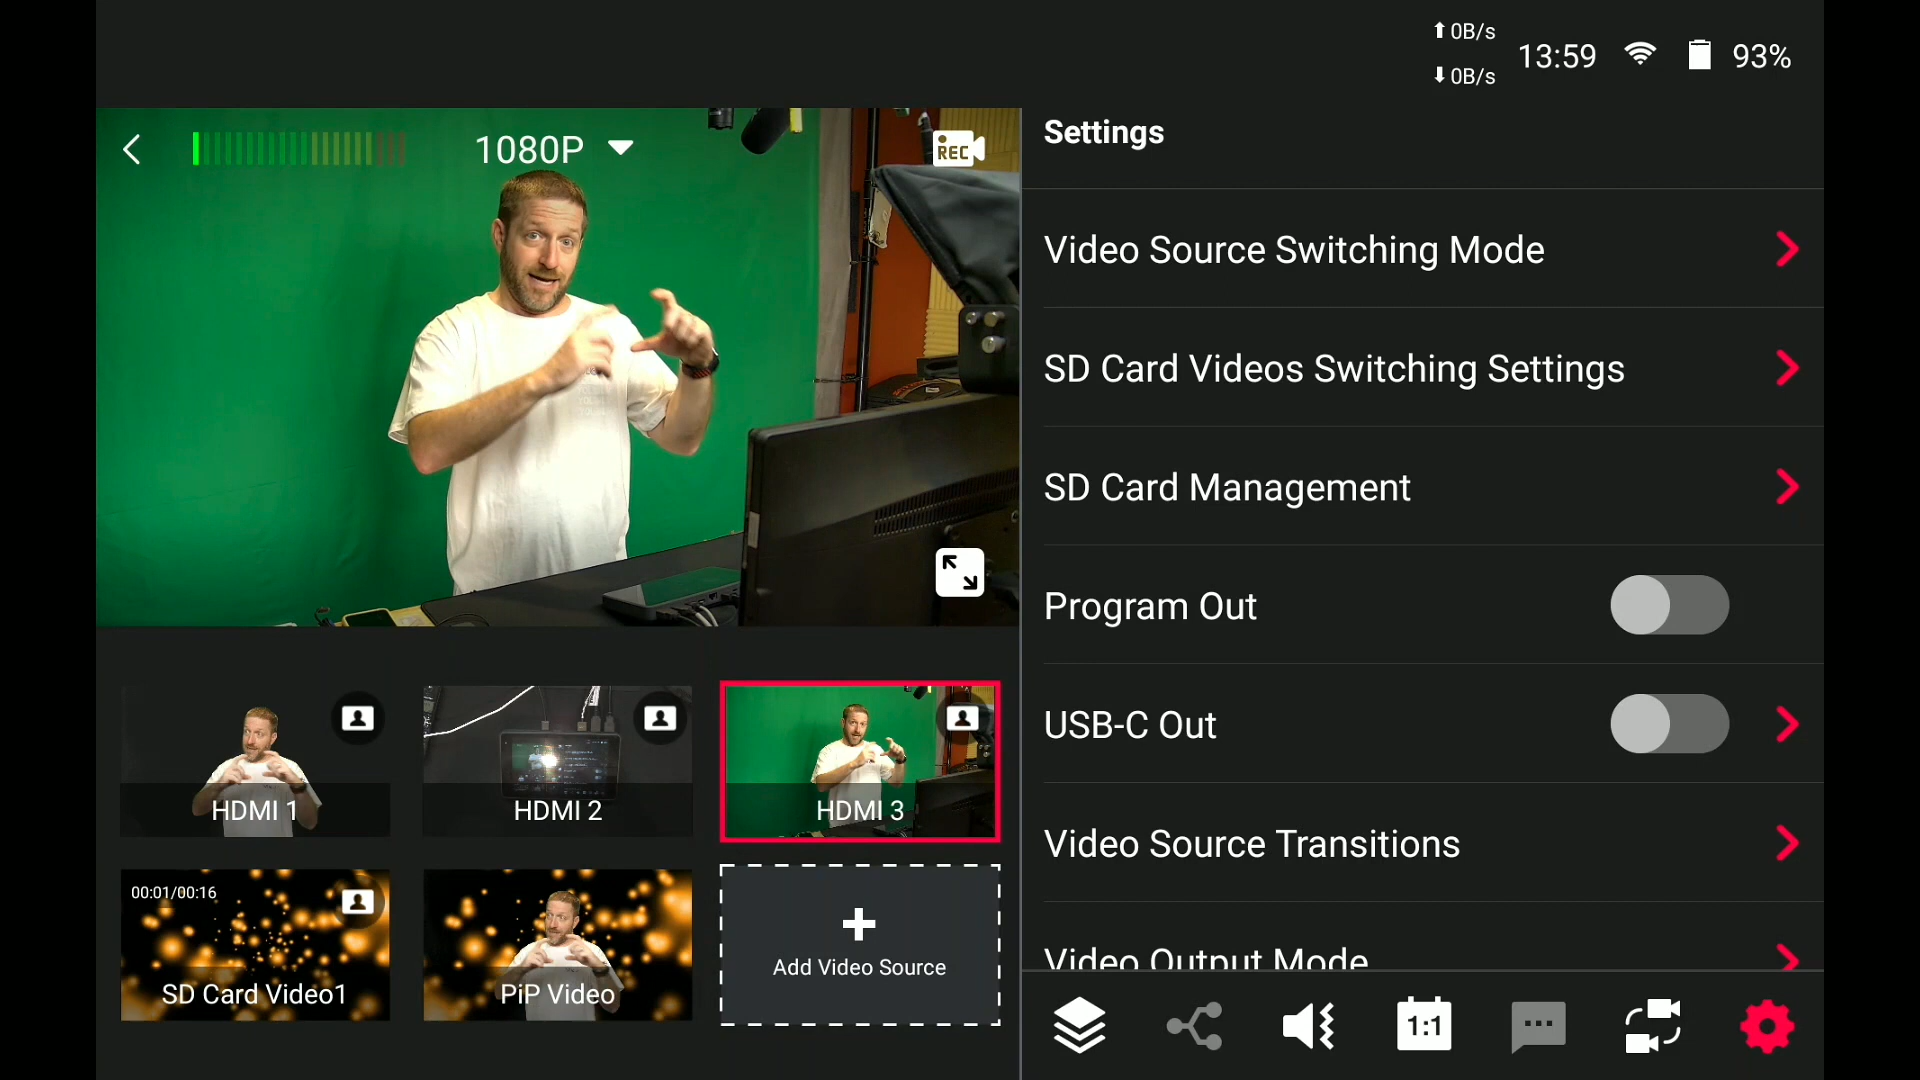 0B/s
0B/s
13:59
93%
1080P
REC
Settings
Video Source Switching Mode
SD Card Videos Switching Settings
SD Card Management
Program Out
USB-C Out
Video Source Transitions
Video Output Mode
HDMI 1
HDMI 2
HDMI 3
00:01/00:16
SD Card Video1
PiP Video
Add Video Source
1:1